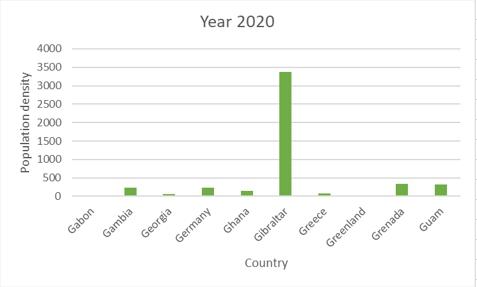 Year 2020
Population density
4000
3500
3000
2500
2000
1500
1000
500
0
Gabon
Gambia
Georgia
Germany
Ghana
Gibraltar
Greece
Greenland
Grenada
Guam
Country